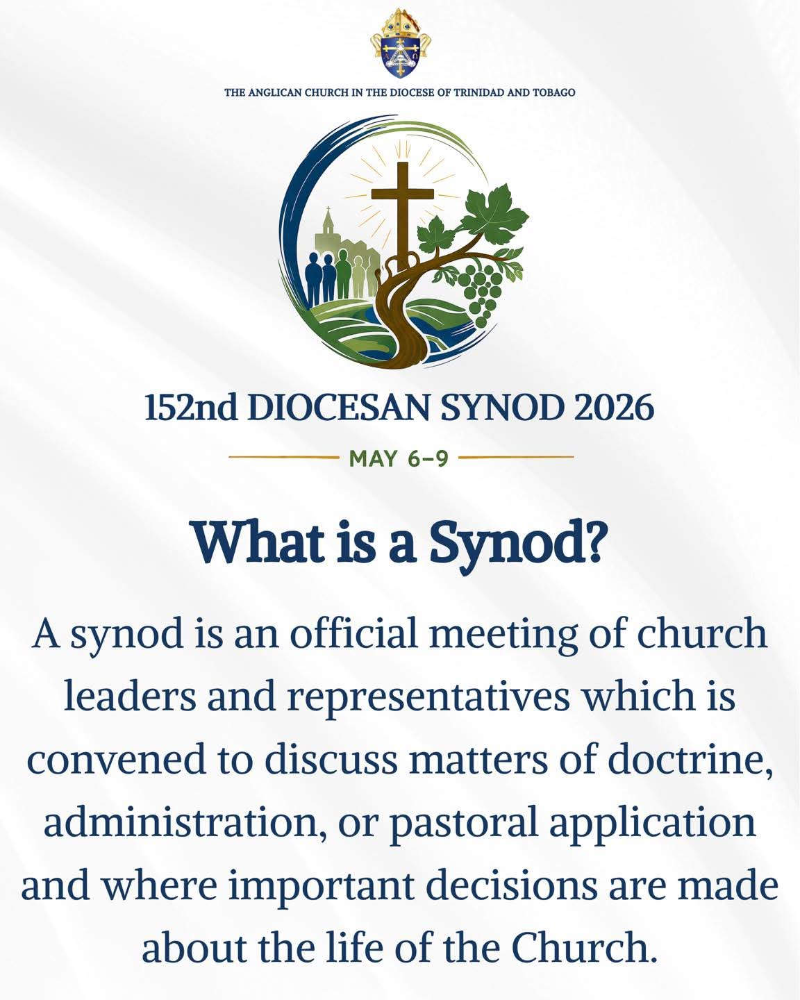 THE ANGLICAN CHURCH IN THE DIOCESE OF TRINIDAD AND TOBAGO
152nd DIOCESAN SYNOD 2026
MAY 6–9
What is a Synod?
A synod is an official meeting of church
leaders and representatives which is
convened to discuss matters of doctrine,
administration, or pastoral application
and where important decisions are made
about the life of the Church.